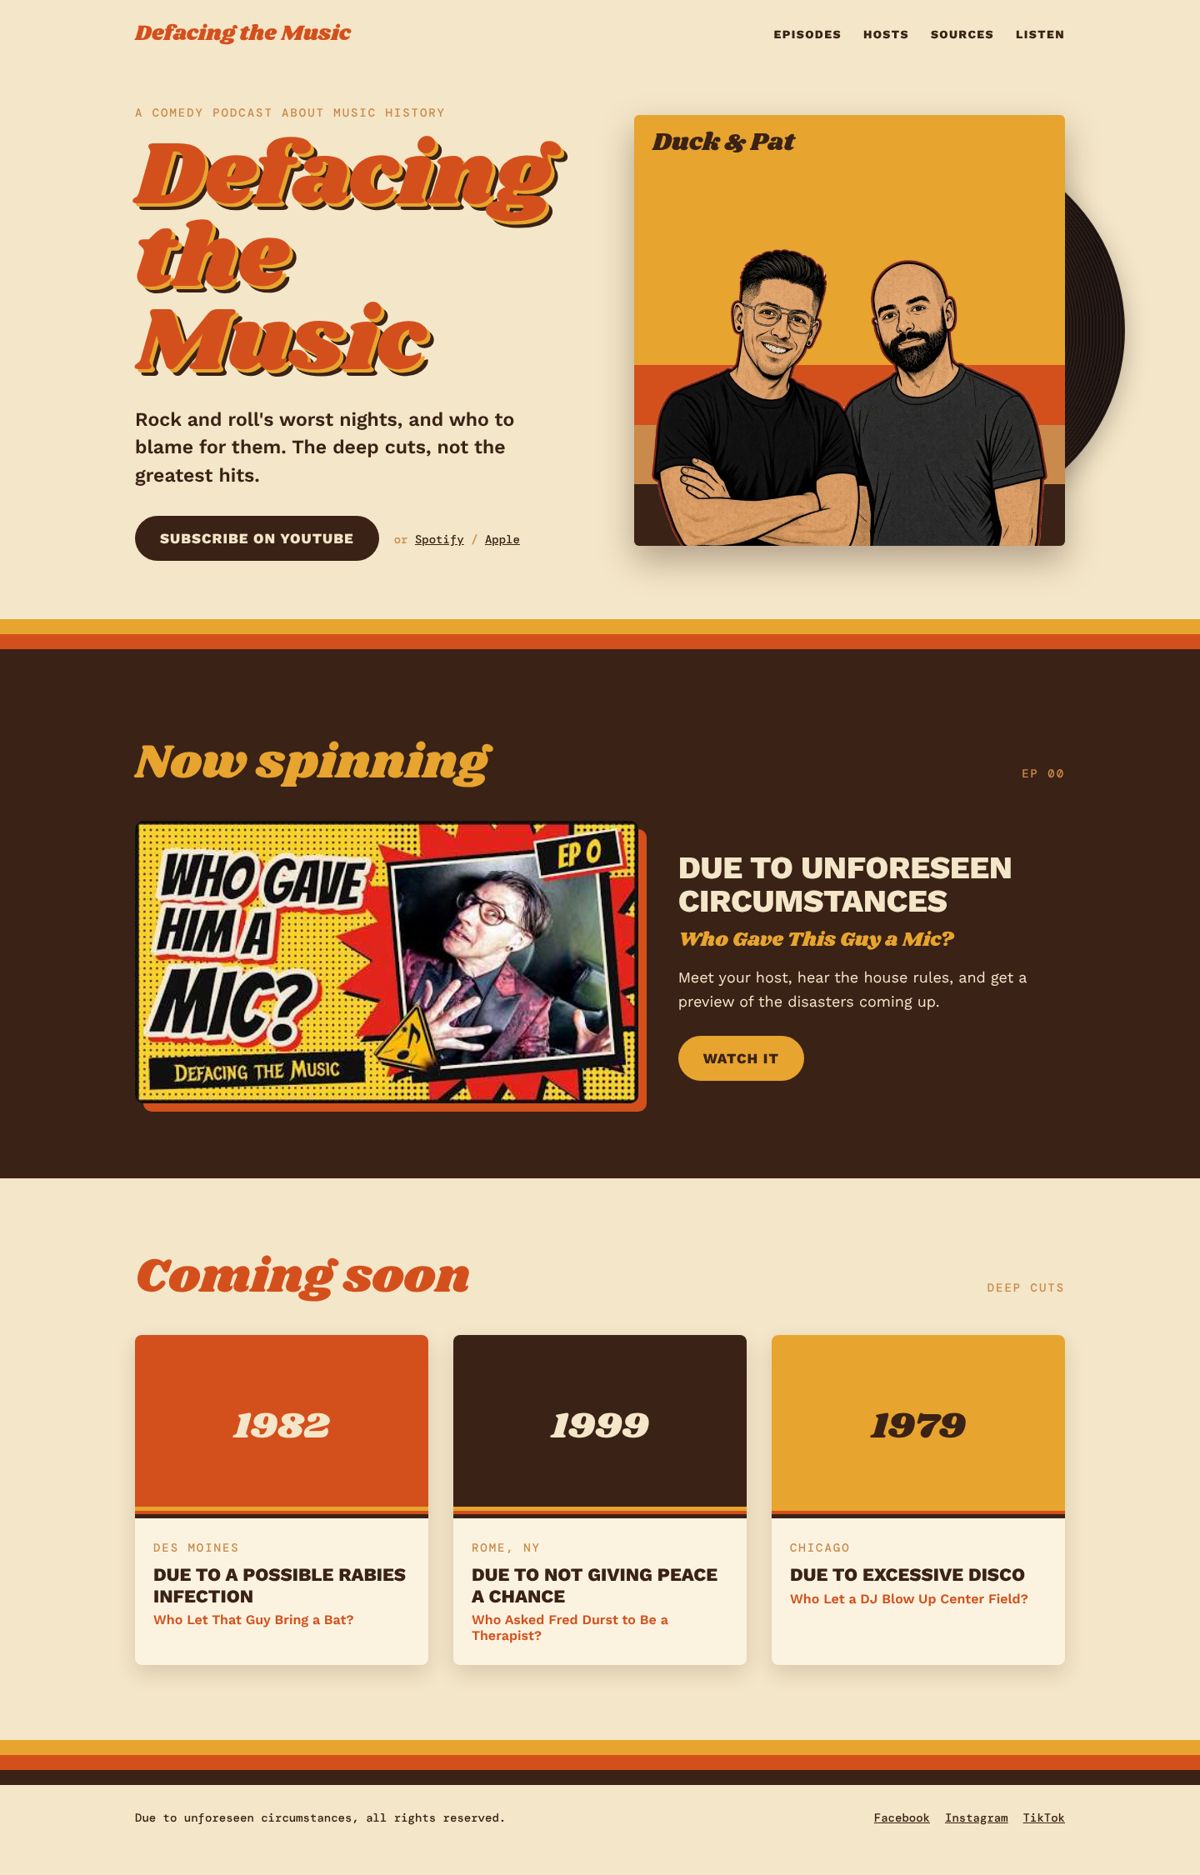 Defacing the Music
EPISODES HOSTS SOURCES LISTEN
A COMEDY PODCAST ABOUT MUSIC HISTORY
Defacing
the
Music
Rock and roll's worst nights, and who to
blame for them. The deep cuts, not the
greatest hits.
SUBSCRIBE ON YOUTUBE or Spotify / Apple
Duck & Pat
Now spinning
EP 00
WHO GAVE
HIM A
MIC?
DEFACING THE MUSIC
EP 0
DUE TO UNFORESEEN
CIRCUMSTANCES
Who Gave This Guy a Mic?
Meet your host, hear the house rules, and get a
preview of the disasters coming up.
WATCH IT
Coming soon
DEEP CUTS
1982
DES MOINES
DUE TO A POSSIBLE RABIES
INFECTION
Who Let That Guy Bring a Bat?
1999
ROME, NY
DUE TO NOT GIVING PEACE
A CHANCE
Who Asked Fred Durst to Be a
Therapist?
1979
CHICAGO
DUE TO EXCESSIVE DISCO
Who Let a DJ Blow Up Center Field?
Due to unforeseen circumstances, all rights reserved.
Facebook Instagram TikTok